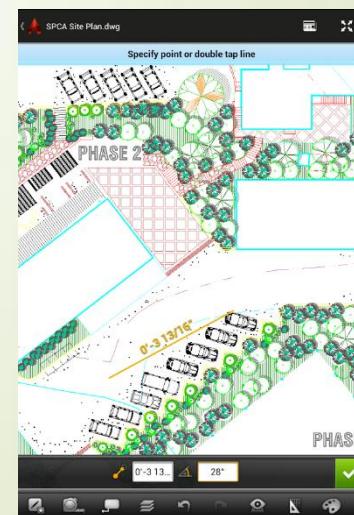 SPCA Site Plan.dwg
Specify point or double tap line
PHASE 2
0'-3 13/16"
PHAS
0'-3 13...
28°